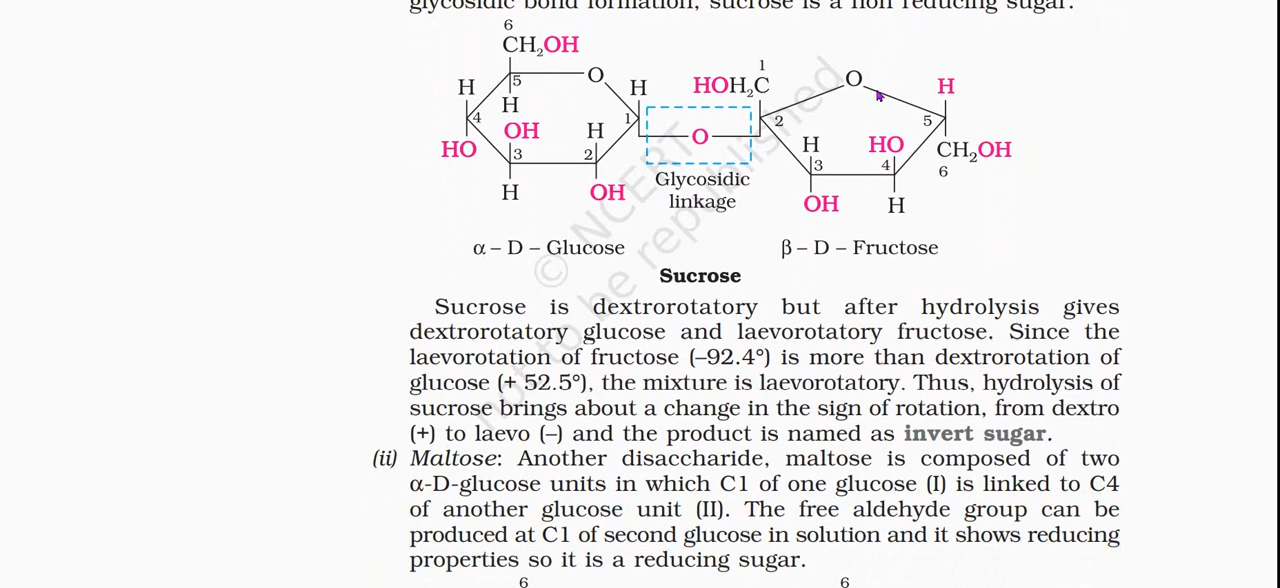 glycosidic bond formation, sucrose is a non reducing sugar.
6
CH2OH
5
O
H
H
4
H
OH
H
1
HO
3
2
H
OH
O
Glycosidic
linkage
1
HOH2C
O
H
2
5
H
HO
CH2OH
3
4
6
OH
H
α – D – Glucose
β – D – Fructose
Sucrose
Sucrose is dextrorotatory but after hydrolysis gives
dextrorotatory glucose and laevorotatory fructose. Since the
laevorotation of fructose (–92.4°) is more than dextrorotation of
glucose (+ 52.5°), the mixture is laevorotatory. Thus, hydrolysis of
sucrose brings about a change in the sign of rotation, from dextro
(+) to laevo (–) and the product is named as invert sugar.
(ii) Maltose: Another disaccharide, maltose is composed of two
α-D-glucose units in which C1 of one glucose (I) is linked to C4
of another glucose unit (II). The free aldehyde group can be
produced at C1 of second glucose in solution and it shows reducing
properties so it is a reducing sugar.
6
6
© NCERT
not to be republished